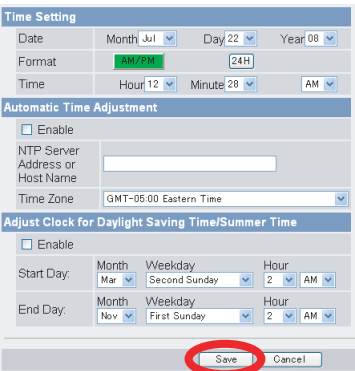 Time Setting
Date Month Jul Day 22 Year 08
Format AM/PM 24H
Time Hour 12 Minute 28 AM
Automatic Time Adjustment
Enable
NTP Server
Address or
Host Name
Time Zone GMT-05:00 Eastern Time
Adjust Clock for Daylight Saving Time/Summer Time
Enable
Month Weekday Hour
Start Day: Mar Second Sunday 2 AM
Month Weekday Hour
End Day: Nov First Sunday 2 AM
Save Cancel